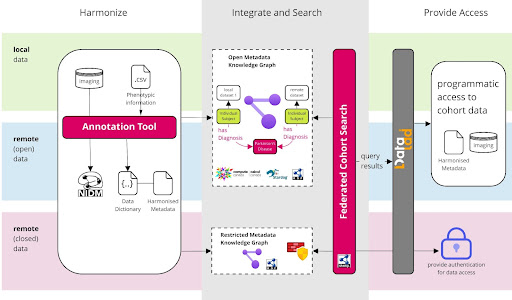 Harmonize
Integrate and Search
Provide Access
local
data
imaging
.CSV
Phenotypic
information
Annotation Tool
NIDM
{..}
Data
Dictionary
Harmonised
Metadata
remote
(open)
data
remote
(closed)
data
Open Metadata
Knowledge Graph
local
dataset 1
remote
dataset
Individual
Subject
Individual
Subject
has
Diagnosis
has
Diagnosis
Parkinson's
Disease
Restricted Metadata
Knowledge Graph
Federated Cohort Search
query
results
DataLad
programmatic
access to
cohort data
Harmonised
Metadata
imaging
provide authentication
for data access